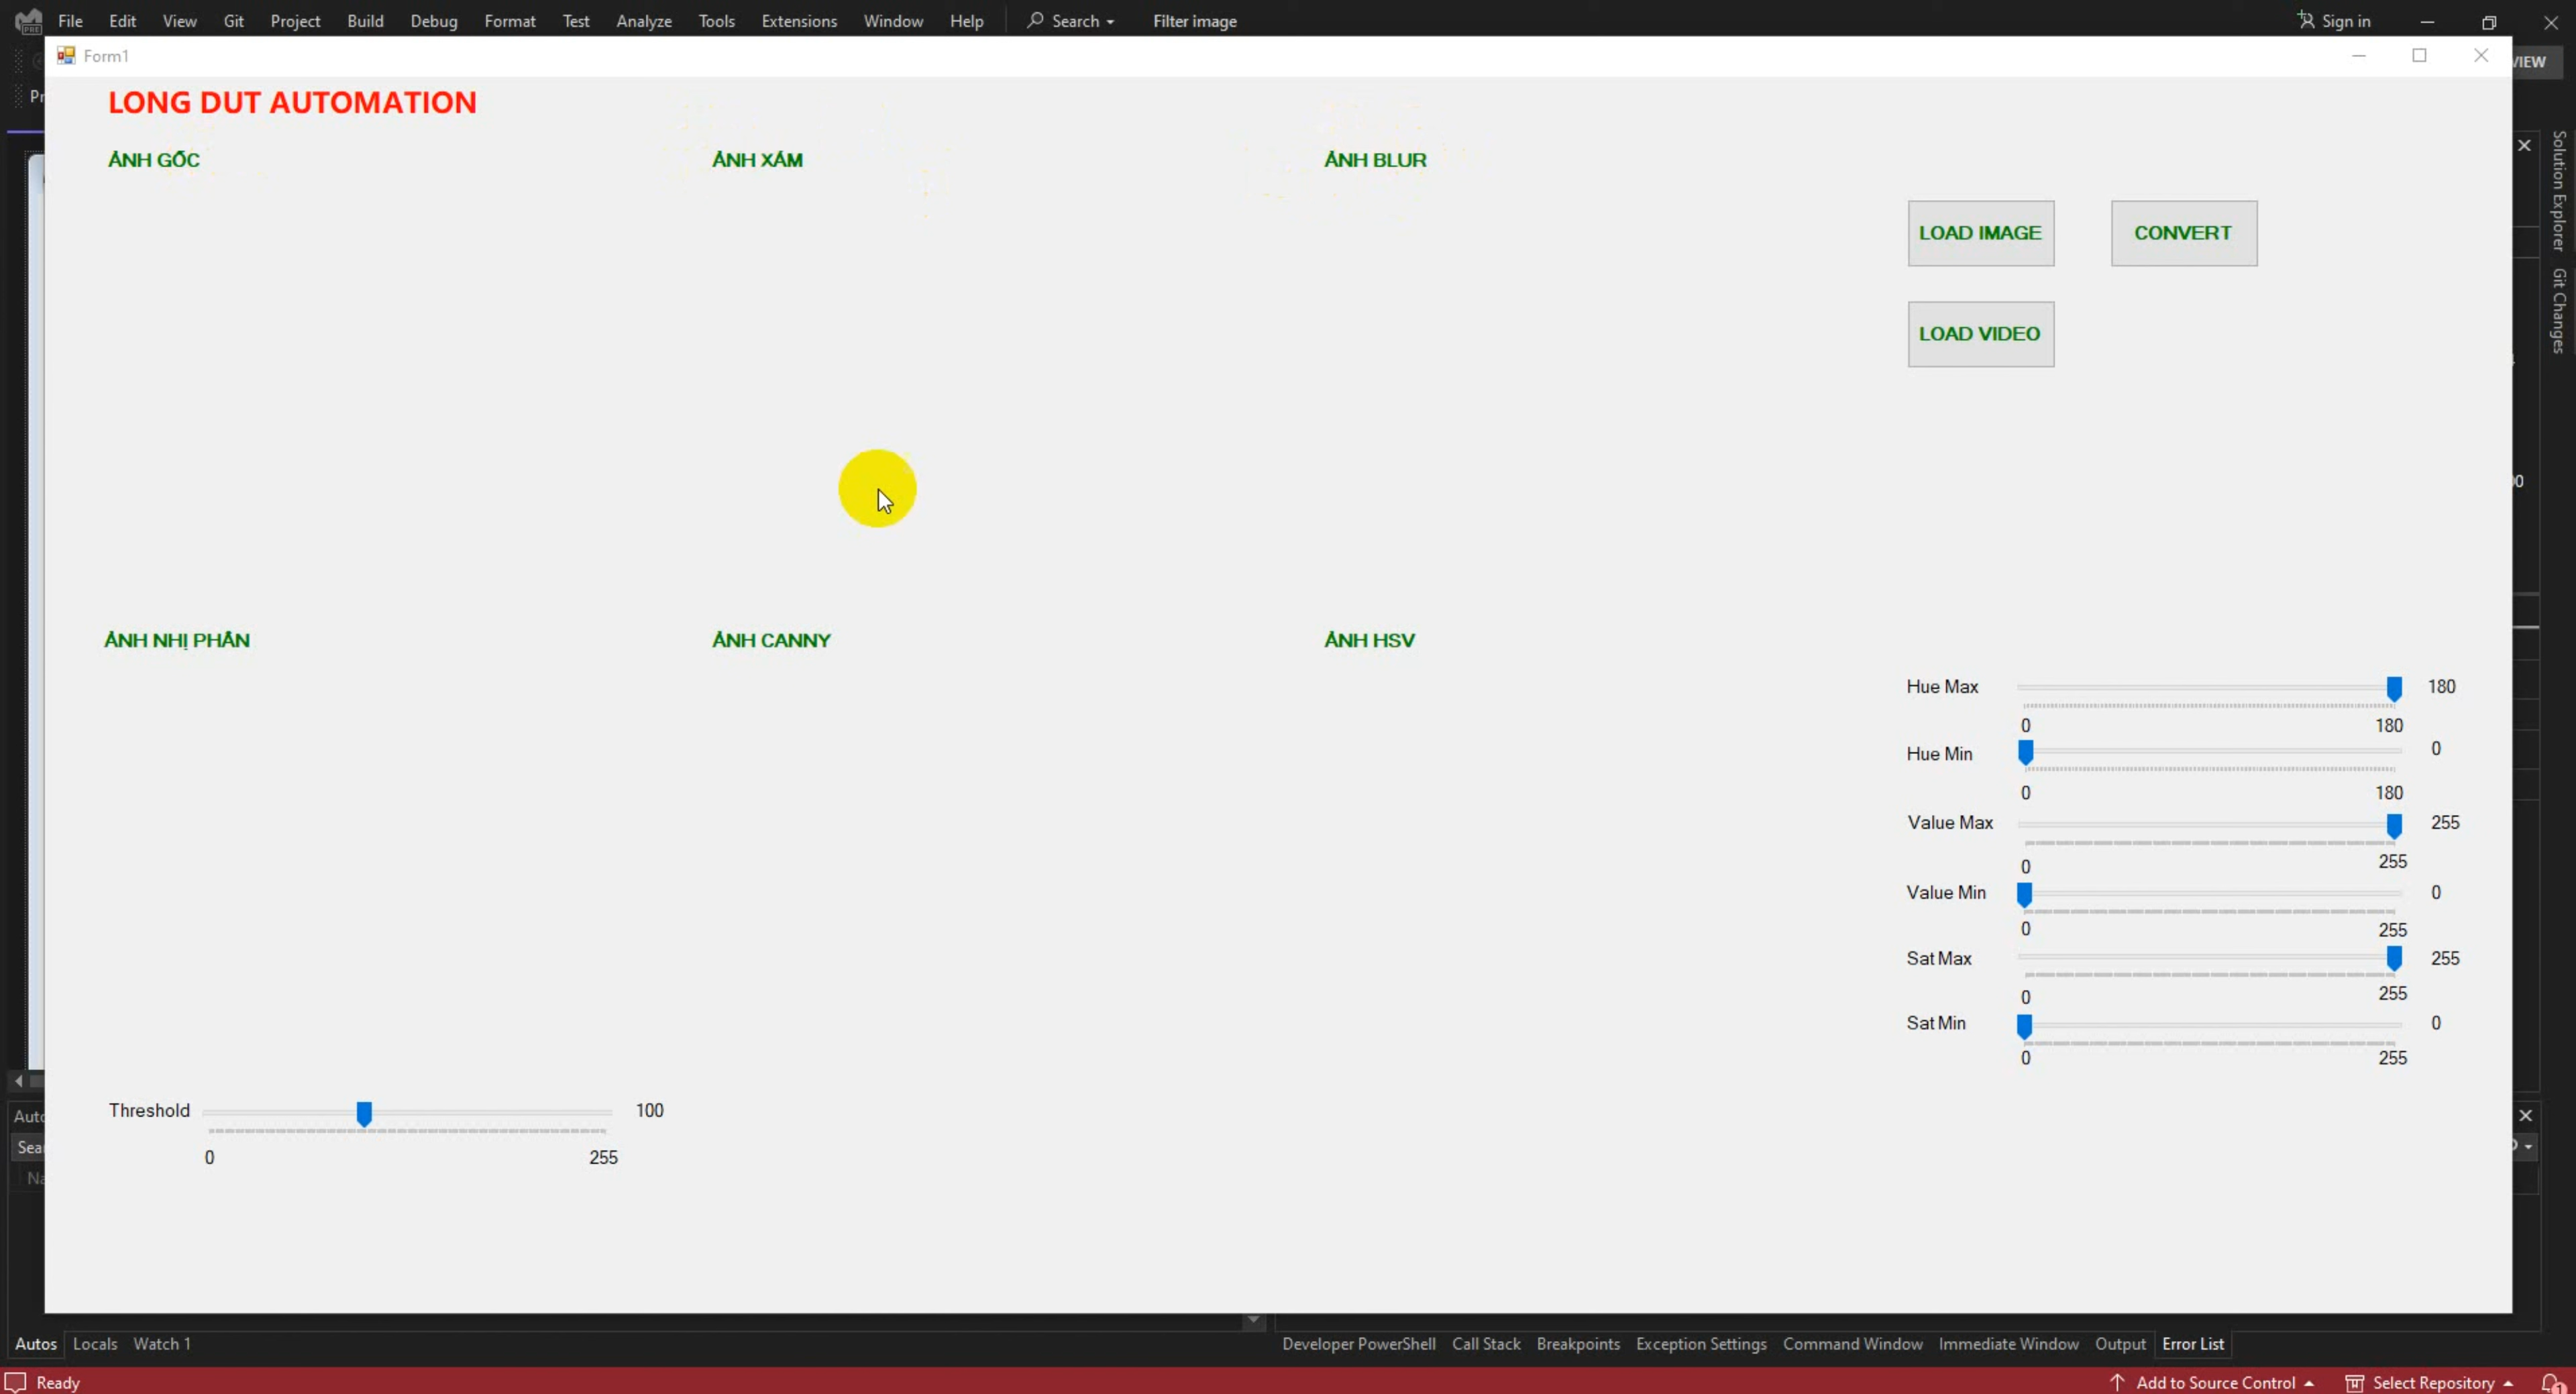 File Edit View Git Project Build Debug Format Test Analyze Tools Extensions Window Help Search Filter image Sign in
Form1
LONG DUT AUTOMATION
ẢNH GỐC ẢNH XÁM ẢNH BLUR
LOAD IMAGE CONVERT
LOAD VIDEO
ẢNH NHỊ PHÂN ẢNH CANNY ẢNH HSV
Hue Max 180
0 180
Hue Min 0
0 180
Value Max 255
0 255
Value Min 0
0 255
Sat Max 255
0 255
Sat Min 0
0 255
Threshold 100
0 255
Solution Explorer
Git Changes
Autos Locals Watch 1 Developer PowerShell Call Stack Breakpoints Exception Settings Command Window Immediate Window Output Error List
Ready Add to Source Control Select Repository